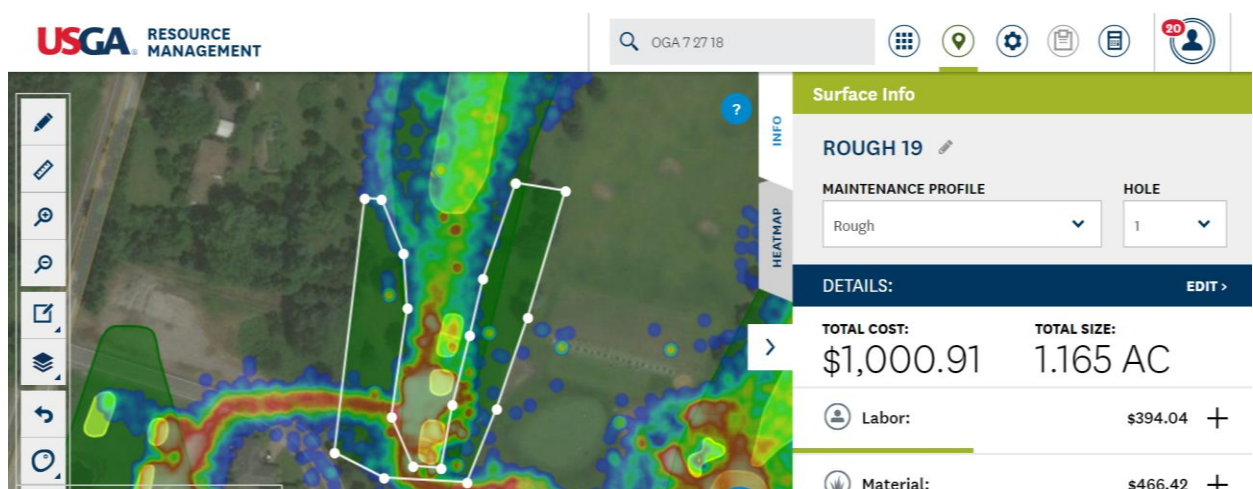 USGA
RESOURCE
MANAGEMENT
OGA 7 27 18
20
?
INFO
HEATMAP
Surface Info
ROUGH 19
MAINTENANCE PROFILE
HOLE
Rough
1
DETAILS:
EDIT >
TOTAL COST:
TOTAL SIZE:
$1,000.91
1.165 AC
Labor:
$394.04
Material:
$466.42